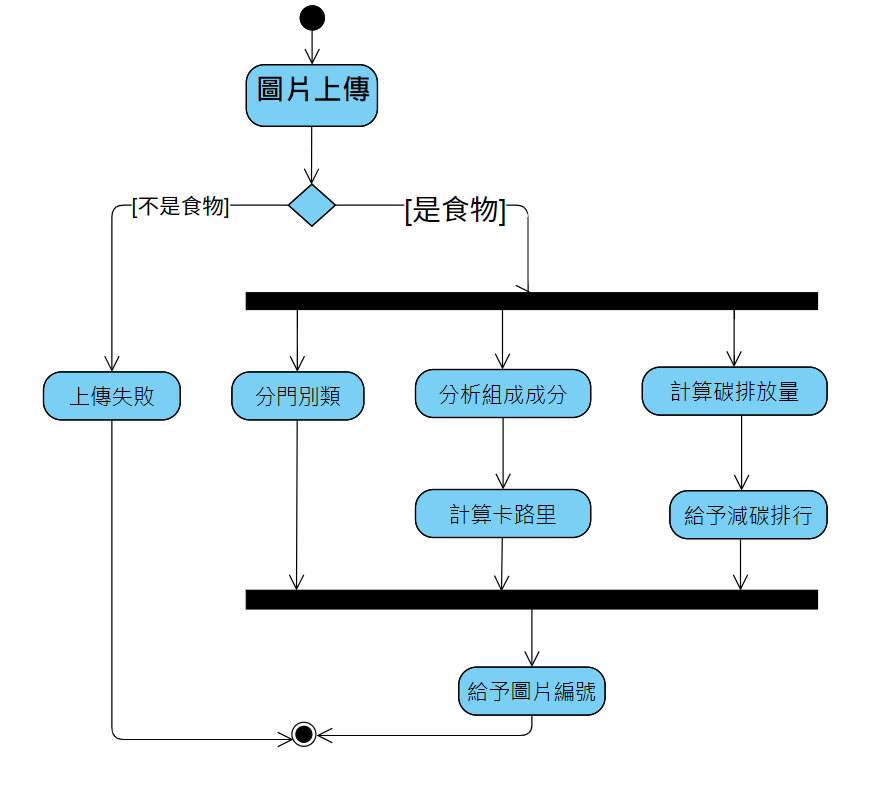 圖片上傳
[不是食物]
[是食物]
上傳失敗
分門別類
分析組成成分
計算碳排放量
計算卡路里
給予減碳排行
給予圖片編號